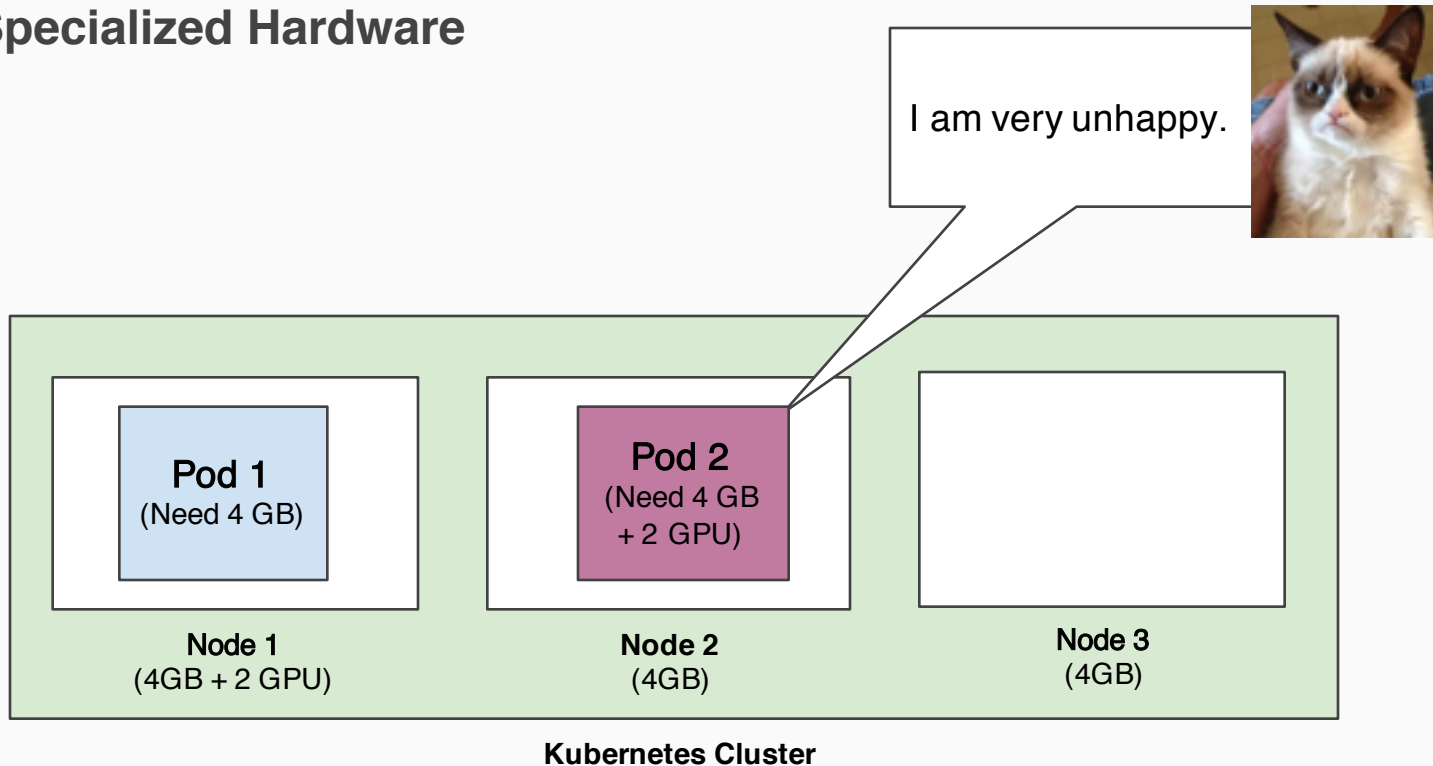 Specialized Hardware
I am very unhappy.
Pod 1
(Need 4 GB)
Pod 2
(Need 4 GB
+ 2 GPU)
Node 1
(4GB + 2 GPU)
Node 2
(4GB)
Node 3
(4GB)
Kubernetes Cluster